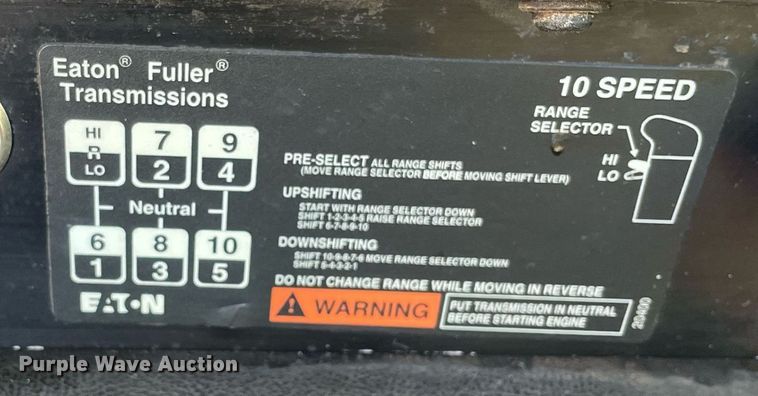 Eaton® Fuller®
Transmissions
10 SPEED
RANGE
SELECTOR
HI
LO
HI
R
LO
7
2
9
4
Neutral
6
1
8
3
10
5
EATON
PRE-SELECT ALL RANGE SHIFTS
(MOVE RANGE SELECTOR BEFORE MOVING SHIFT LEVER)
UPSHIFTING
START WITH RANGE SELECTOR DOWN
SHIFT 1-2-3-4-5 RAISE RANGE SELECTOR
SHIFT 6-7-8-9-10
DOWNSHIFTING
SHIFT 10-9-8-7-6 MOVE RANGE SELECTOR DOWN
SHIFT 5-4-3-2-1
DO NOT CHANGE RANGE WHILE MOVING IN REVERSE
WARNING
PUT TRANSMISSION IN NEUTRAL
BEFORE STARTING ENGINE
20400
Purple Wave Auction